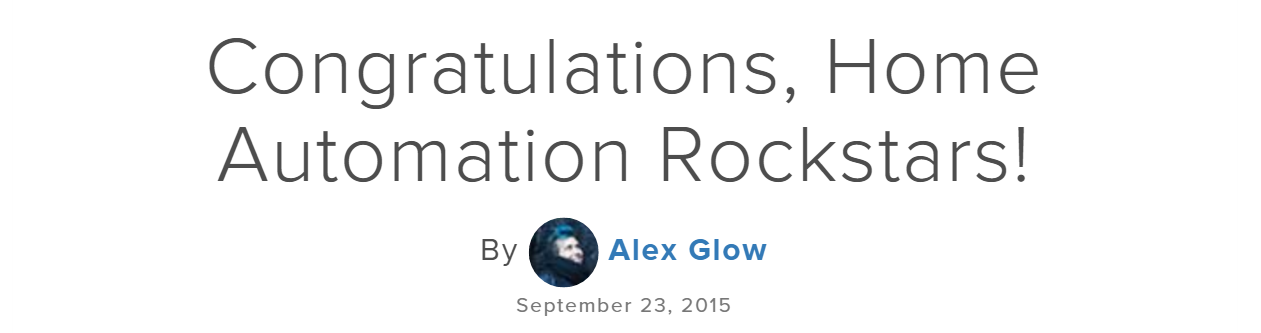 Congratulations, Home
Automation Rockstars!
By Alex Glow
September 23, 2015